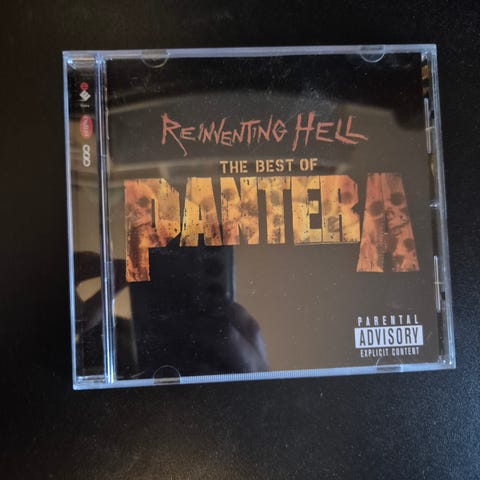 REINVENTING HELL
THE BEST OF
PANTERA
PARENTAL
ADVISORY
EXPLICIT CONTENT